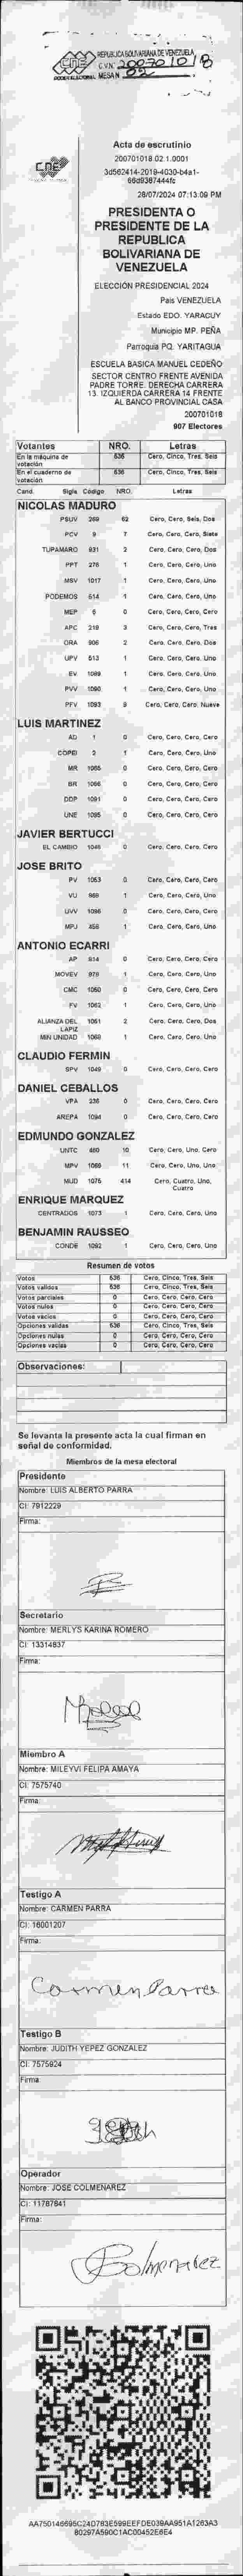 REPUBLICA BOLIVARIANA DE VENEZUELA
CNE
C.V.N° 200701018
PODER ELECTORAL MESA N° 02
CNE
Acta de escrutinio
200701018.02.1.0001
28/07/2024 07:13:09 PM
PRESIDENTA O
PRESIDENTE DE LA
REPUBLICA
BOLIVARIANA DE
VENEZUELA
ELECCIÓN PRESIDENCIAL 2024
Pais VENEZUELA
Estado EDO. YARACUY
Municipio MP. PEÑA
Parroquia PQ. YARITAGUA
ESCUELA BASICA MANUEL CEDEÑO
SECTOR CENTRO FRENTE AVENIDA
PADRE TORRE. DERECHA CARRERA
13. IZQUIERDA CARRERA 14 FRENTE
AL BANCO PROVINCIAL CASA
200701018
907 Electores
Votantes NRO. Letras
En la máquina de votación 536 Cero, Cinco, Tres, Seis
En el cuaderno de votación 536 Cero, Cinco, Tres, Seis
Cand. Sigla Código NRO. Letras
NICOLAS MADURO
PSUV 269 62 Cero, Cero, Seis, Dos
PCV 9 7 Cero, Cero, Cero, Siete
TUPAMARO 931 2 Cero, Cero, Cero, Dos
PPT 276 1 Cero, Cero, Cero, Uno
MSV 1017 1 Cero, Cero, Cero, Uno
PODEMOS 514 1 Cero, Cero, Cero, Uno
MEP 6 0 Cero, Cero, Cero, Cero
APC 219 3 Cero, Cero, Cero, Tres
ORA 906 2 Cero, Cero, Cero, Dos
UPV 513 1 Cero, Cero, Cero, Uno
EV 1089 1 Cero, Cero, Cero, Uno
PVV 1090 1 Cero, Cero, Cero, Uno
PFV 1093 9 Cero, Cero, Cero, Nueve
LUIS MARTINEZ
AD 1 0 Cero, Cero, Cero, Cero
COPEI 2 1 Cero, Cero, Cero, Uno
MR 1065 0 Cero, Cero, Cero, Cero
BR 1066 0 Cero, Cero, Cero, Cero
DDP 1091 0 Cero, Cero, Cero, Cero
UNE 1095 0 Cero, Cero, Cero, Cero
JAVIER BERTUCCI
EL CAMBIO 1046 0 Cero, Cero, Cero, Cero
JOSE BRITO
PV 1053 0 Cero, Cero, Cero, Cero
VU 969 1 Cero, Cero, Cero, Uno
UVV 1096 0 Cero, Cero, Cero, Cero
MPJ 458 1 Cero, Cero, Cero, Uno
ANTONIO ECARRI
AP 814 0 Cero, Cero, Cero, Cero
MOVEV 979 1 Cero, Cero, Cero, Uno
CMC 1050 0 Cero, Cero, Cero, Cero
FV 1062 1 Cero, Cero, Cero, Uno
ALIANZA DEL LAPIZ 1051 2 Cero, Cero, Cero, Dos
MIN UNIDAD 1068 1 Cero, Cero, Cero, Uno
CLAUDIO FERMIN
SPV 1049 0 Cero, Cero, Cero, Cero
DANIEL CEBALLOS
VPA 235 0 Cero, Cero, Cero, Cero
AREPA 1094 0 Cero, Cero, Cero, Cero
EDMUNDO GONZALEZ
UNTC 480 10 Cero, Cero, Uno, Cero
MPV 1069 11 Cero, Cero, Uno, Uno
MUD 1075 414 Cero, Cuatro, Uno, Cuatro
ENRIQUE MARQUEZ
CENTRADOS 1073 1 Cero, Cero, Cero, Uno
BENJAMIN RAUSSEO
CONDE 1092 1 Cero, Cero, Cero, Uno
Resumen de votos
Votos 536 Cero, Cinco, Tres, Seis
Votos validos 536 Cero, Cinco, Tres, Seis
Votos parciales 0 Cero, Cero, Cero, Cero
Votos nulos 0 Cero, Cero, Cero, Cero
Votos vacios 0 Cero, Cero, Cero, Cero
Opciones validas 536 Cero, Cinco, Tres, Seis
Opciones nulas 0 Cero, Cero, Cero, Cero
Opciones vacias 0 Cero, Cero, Cero, Cero
Observaciones:
Se levanta la presente acta la cual firman en
señal de conformidad.
Miembros de la mesa electoral
Presidente
Nombre: LUIS ALBERTO PARRA
CI: 7912229
Firma:
Secretario
Nombre: MERLYS KARINA ROMERO
CI: 13314837
Firma:
Miembro A
Nombre: MILEYVI FELIPA AMAYA
CI: 7575740
Firma:
Testigo A
Nombre: CARMEN PARRA
CI: 16001207
Firma:
Carmen Parra
Testigo B
Nombre: JUDITH YEPEZ GONZALEZ
CI: 7575924
Firma:
Operador
Nombre: JOSE COLMENAREZ
CI: 11787841
Firma:
Colmenarez